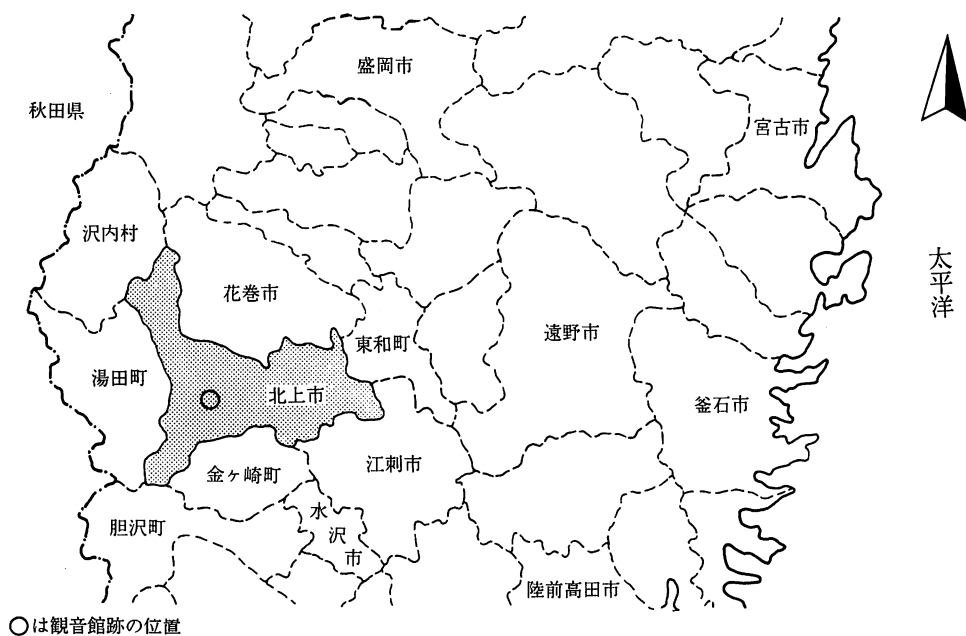 盛岡市
秋田県
宮古市
沢内村
太平洋
花巻市
東和町
遠野市
湯田町
北上市
釜石市
江刺市
金ヶ崎町
水沢市
胆沢町
陸前高田市
○は観音館跡の位置